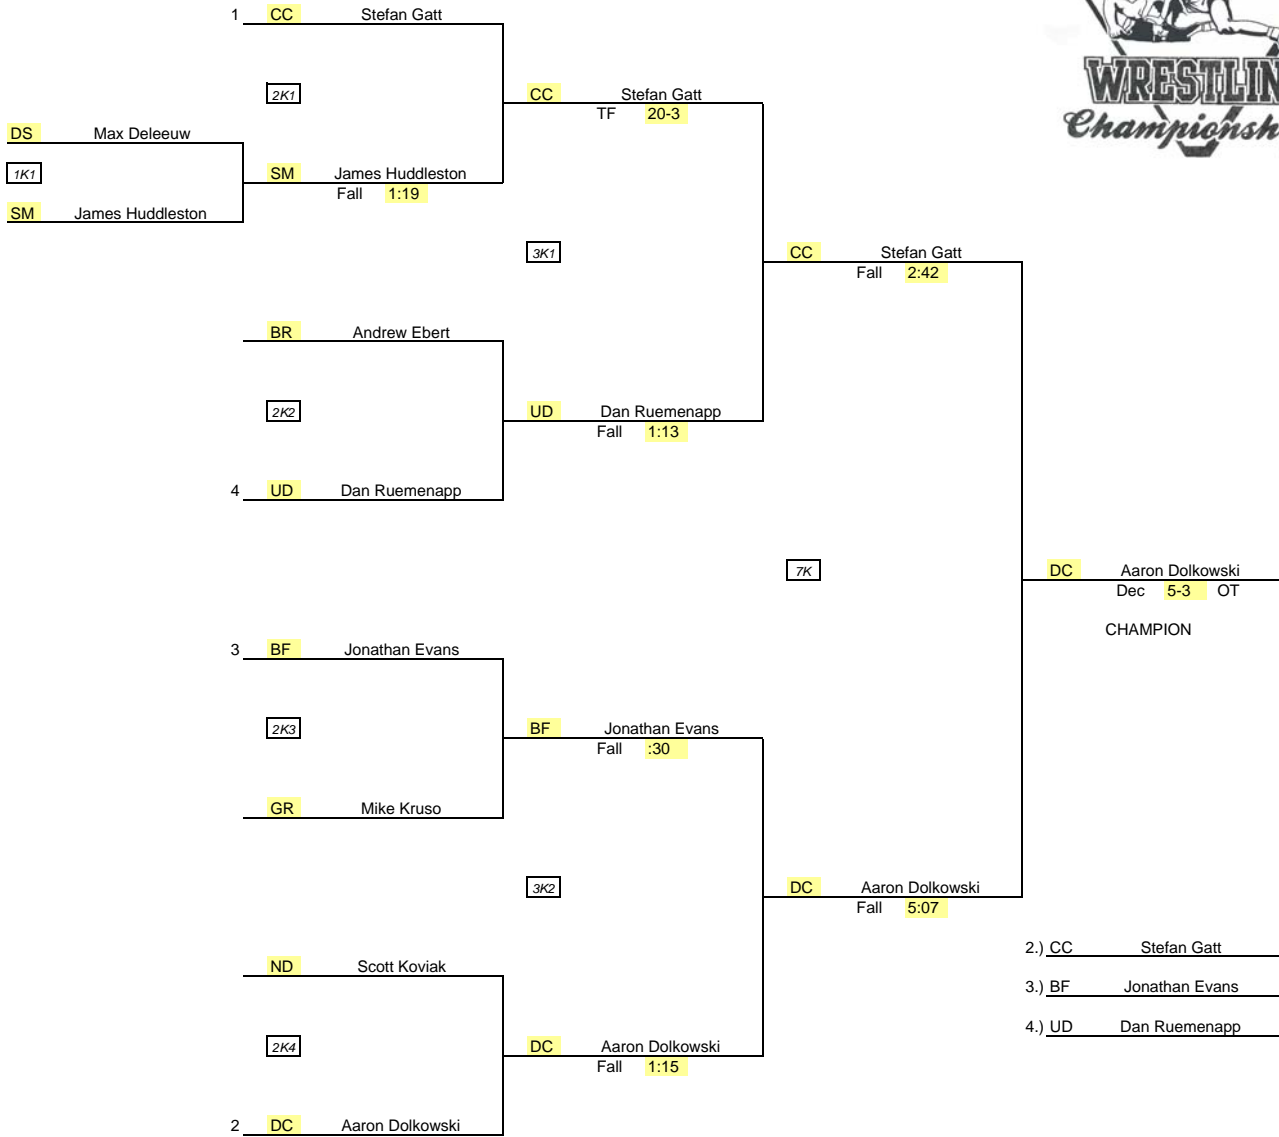 1 CC Stefan Gatt
2K1
CC Stefan Gatt
TF 20-3
WRESTLIN
Championsh
DS Max Deleeuw
1K1
SM James Huddleston
Fall 1:19
SM James Huddleston
3K1
CC Stefan Gatt
Fall 2:42
BR Andrew Ebert
2K2
UD Dan Ruemenapp
Fall 1:13
4 UD Dan Ruemenapp
7K
DC Aaron Dolkowski
Dec 5-3 OT
CHAMPION
3 BF Jonathan Evans
2K3
BF Jonathan Evans
Fall :30
GR Mike Kruso
3K2
DC Aaron Dolkowski
Fall 5:07
2.) CC Stefan Gatt
ND Scott Koviak
3.) BF Jonathan Evans
4.) UD Dan Ruemenapp
2K4
DC Aaron Dolkowski
Fall 1:15
2 DC Aaron Dolkowski